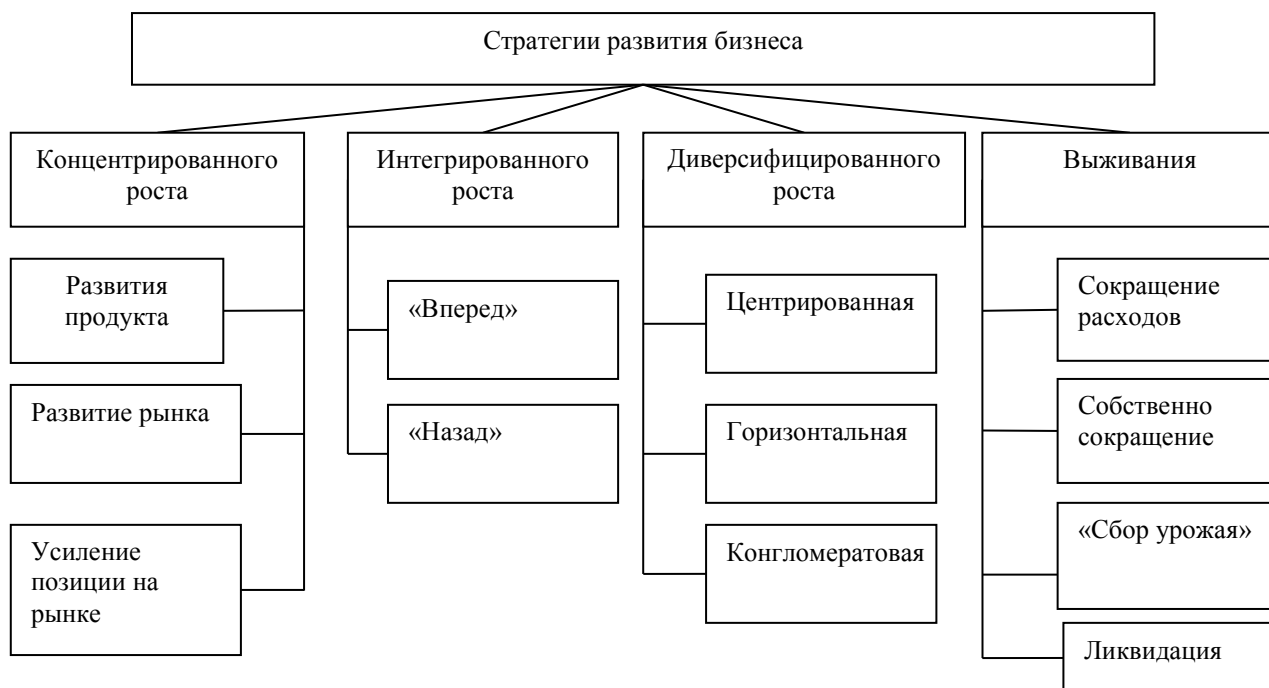 Стратегии развития бизнеса
Концентрированного
роста
Интегрированного
роста
Диверсифицированного
роста
Выживания
Развития
продукта
Развитие рынка
Усиление
позиции на
рынке
«Вперед»
«Назад»
Центрированная
Горизонтальная
Конгломератовая
Сокращение
расходов
Собственно
сокращение
«Сбор урожая»
Ликвидация